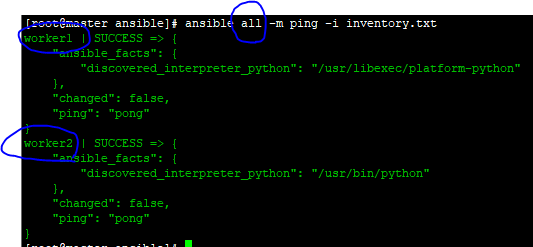 [root@master ansible]# ansible all -m ping -i inventory.txt
worker1 | SUCCESS => {
    "ansible_facts": {
        "discovered_interpreter_python": "/usr/libexec/platform-python"
    },
    "changed": false,
    "ping": "pong"
}
worker2 | SUCCESS => {
    "ansible_facts": {
        "discovered_interpreter_python": "/usr/bin/python"
    },
    "changed": false,
    "ping": "pong"
}
[root@master ansible]#